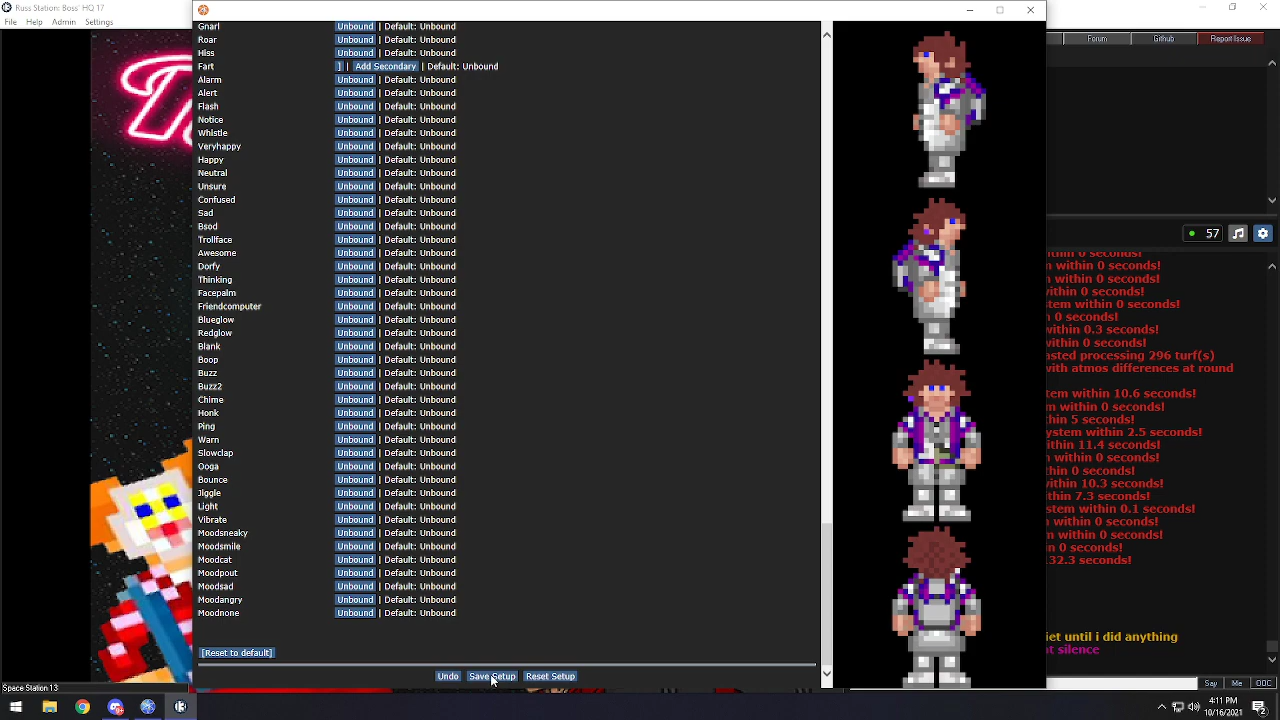 Russ Station: Boss' HQ 17
File Actions Settings
Gnarl Unbound | Default: Unbound
Roar Unbound | Default: Unbound
Hiss Unbound | Default: Unbound
Fart ] | Add Secondary | Default: Unbound
Alarm Unbound | Default: Unbound
Alert Unbound | Default: Unbound
Flash Unbound | Default: Unbound
Notice Unbound | Default: Unbound
Whistle Unbound | Default: Unbound
Veryhappy Unbound | Default: Unbound
Happy Unbound | Default: Unbound
Neutral Unbound | Default: Unbound
Unsure Unbound | Default: Unbound
Confuse Unbound | Default: Unbound
Sad Unbound | Default: Unbound
Bsod Unbound | Default: Unbound
Trollface Unbound | Default: Unbound
Awesome Unbound | Default: Unbound
Dorfy Unbound | Default: Unbound
Thinking Unbound | Default: Unbound
Facepalm Unbound | Default: Unbound
Friendcomputer Unbound | Default: Unbound
Blueglow Unbound | Default: Unbound
Redglow Unbound | Default: Unbound
Blank Unbound | Default: Unbound
Boop Unbound | Default: Unbound
Buzz Unbound | Default: Unbound
Buzz2 Unbound | Default: Unbound
Chime Unbound | Default: Unbound
Honk Unbound | Default: Unbound
Ping Unbound | Default: Unbound
Warn Unbound | Default: Unbound
Slowclap Unbound | Default: Unbound
Oops Unbound | Default: Unbound
Bounce Unbound | Default: Unbound
Jiggle Unbound | Default: Unbound
Light Unbound | Default: Unbound
Vibrate Unbound | Default: Unbound
Moodsneaky Unbound | Default: Unbound
Moodsmile Unbound | Default: Unbound
Moodcat Unbound | Default: Unbound
Moodpout Unbound | Default: Unbound
Moodsad Unbound | Default: Unbound
Moodangry Unbound | Default: Unbound
Moodnone Unbound | Default: Unbound
[Reset to default]
Undo Save Setup Reset Setup
Space Station 13
Forum Github Report Issue
57
within 0 seconds!
m within 0 seconds!
n within 0 seconds!
within 0 seconds!
stem within 0 seconds!
n 0 seconds!
within 0.3 seconds!
within 0 seconds!
asted processing 296 turf(s)
with atmos differences at round
tem within 10.6 seconds!
m within 0 seconds!
thin 5 seconds!
ystem within 2.5 seconds!
ithin 11.4 seconds!
n within 0 seconds!
thin 0 seconds!
within 10.3 seconds!
thin 7.3 seconds!
stem within 0.1 seconds!
n within 0 seconds!
m within 0 seconds!
in 0 seconds!
32.3 seconds!
iet until i did anything
t silence
Say Me OOC
4:11 PM
10/16/2021